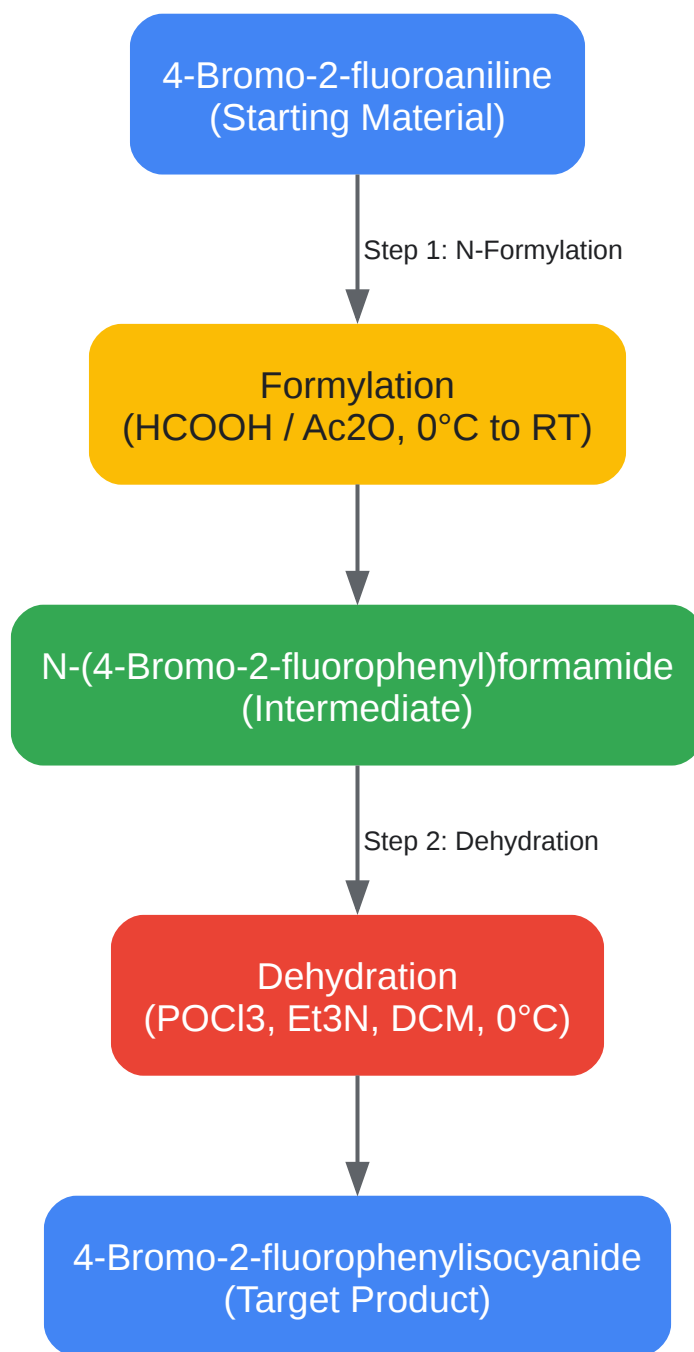 4-Bromo-2-fluoroaniline
(Starting Material)
Step 1: N-Formylation
Formylation
(HCOOH / Ac2O, 0°C to RT)
N-(4-Bromo-2-fluorophenyl)formamide
(Intermediate)
Step 2: Dehydration
Dehydration
(POCl3, Et3N, DCM, 0°C)
4-Bromo-2-fluorophenylisocyanide
(Target Product)